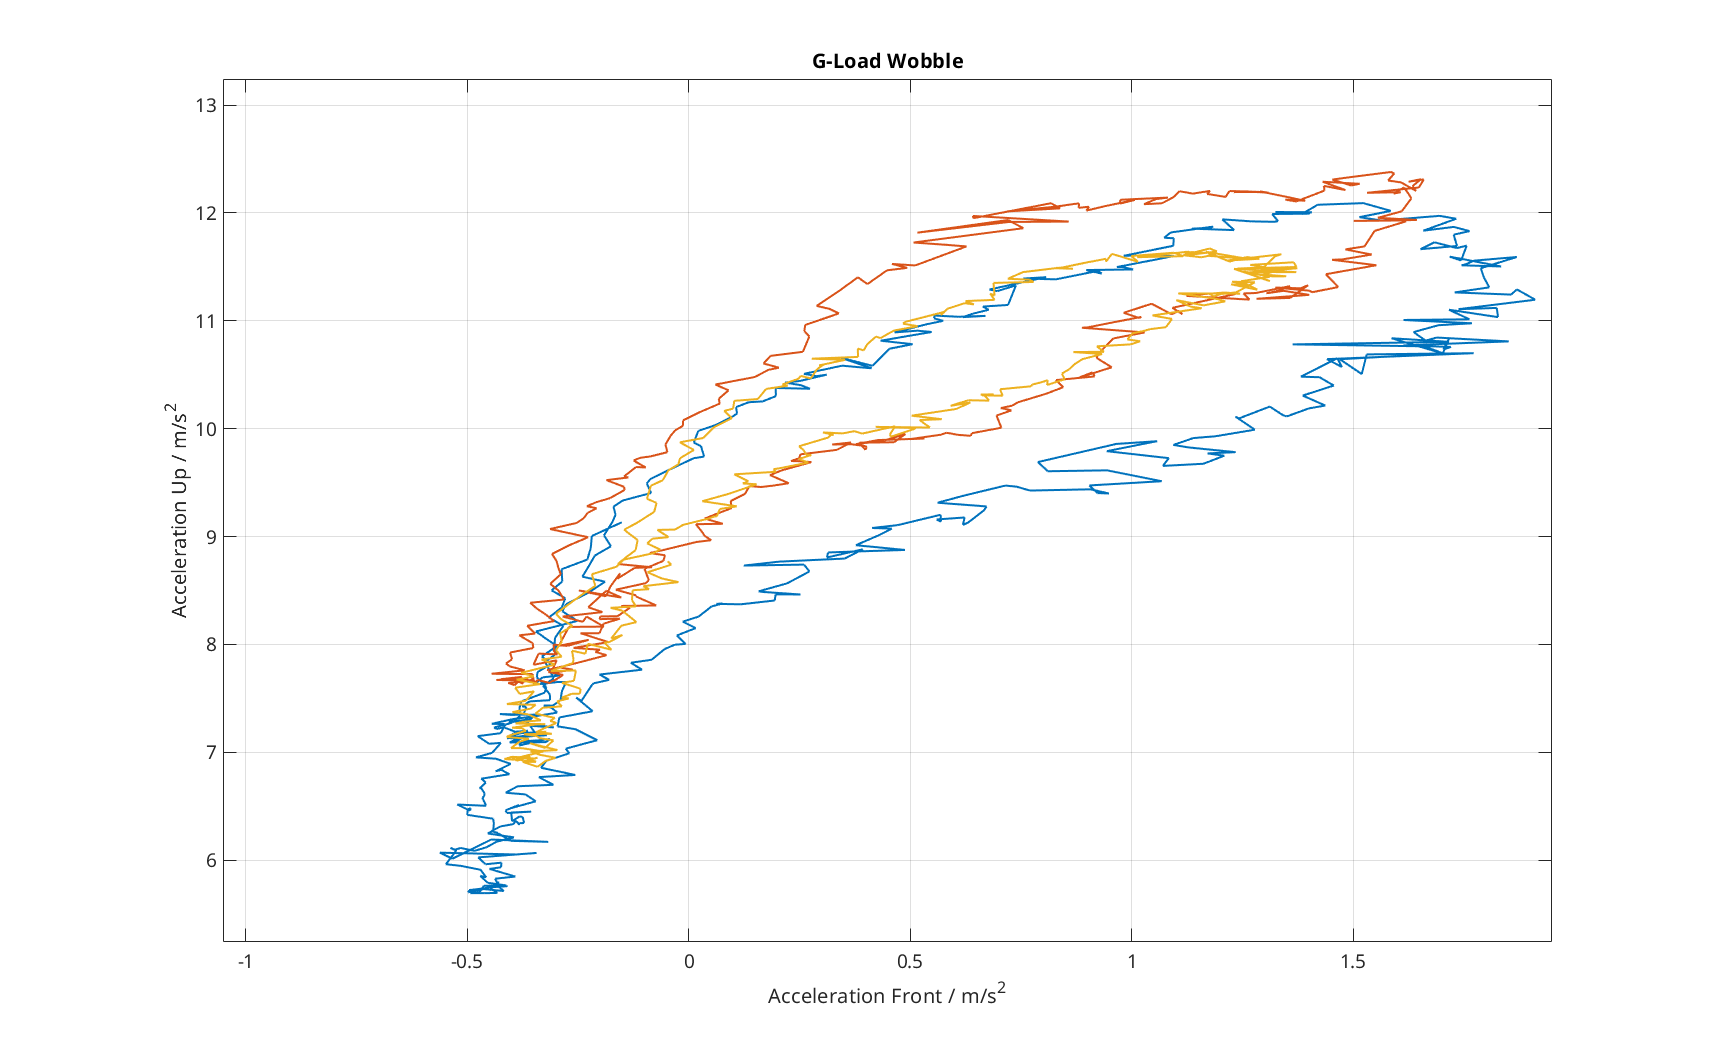 G-Load Wobble
13
12
11
10
9
8
7
6
Acceleration Up / m/s²
-1 -0.5 0 0.5 1 1.5
Acceleration Front / m/s²